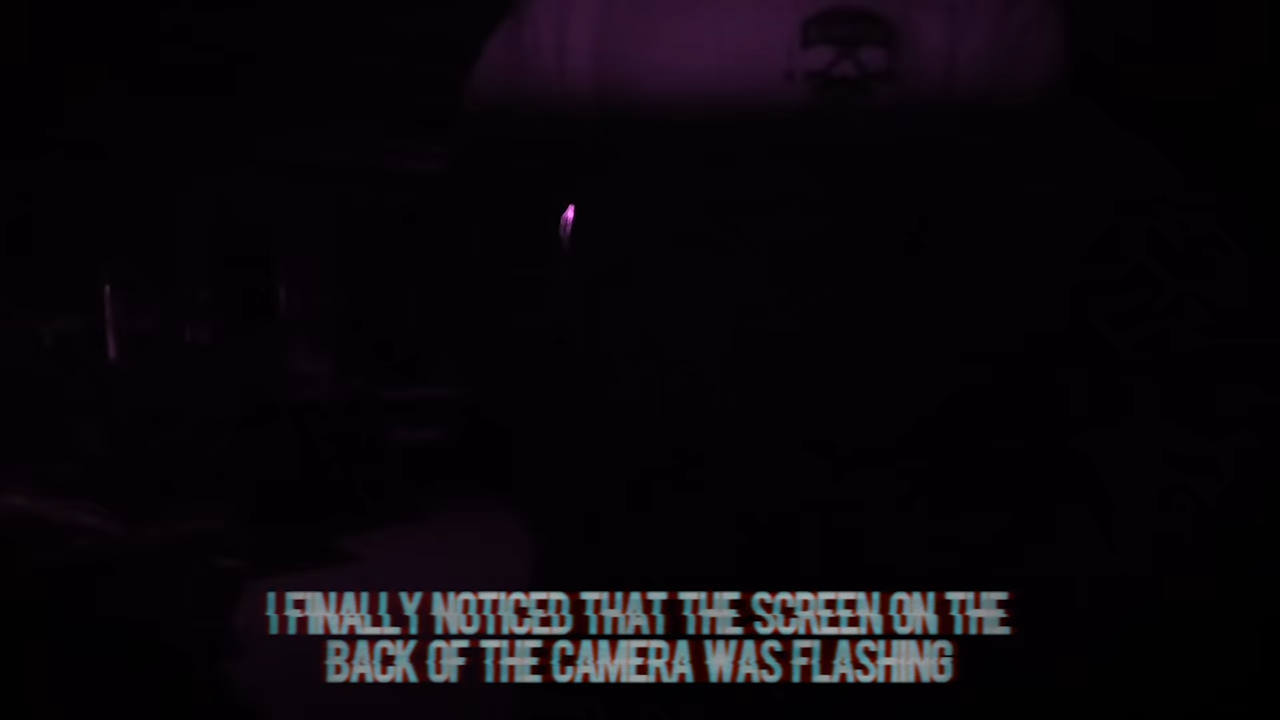 I FINALLY NOTICED THAT THE SCREEN ON THE
BACK OF THE CAMERA WAS FLASHING